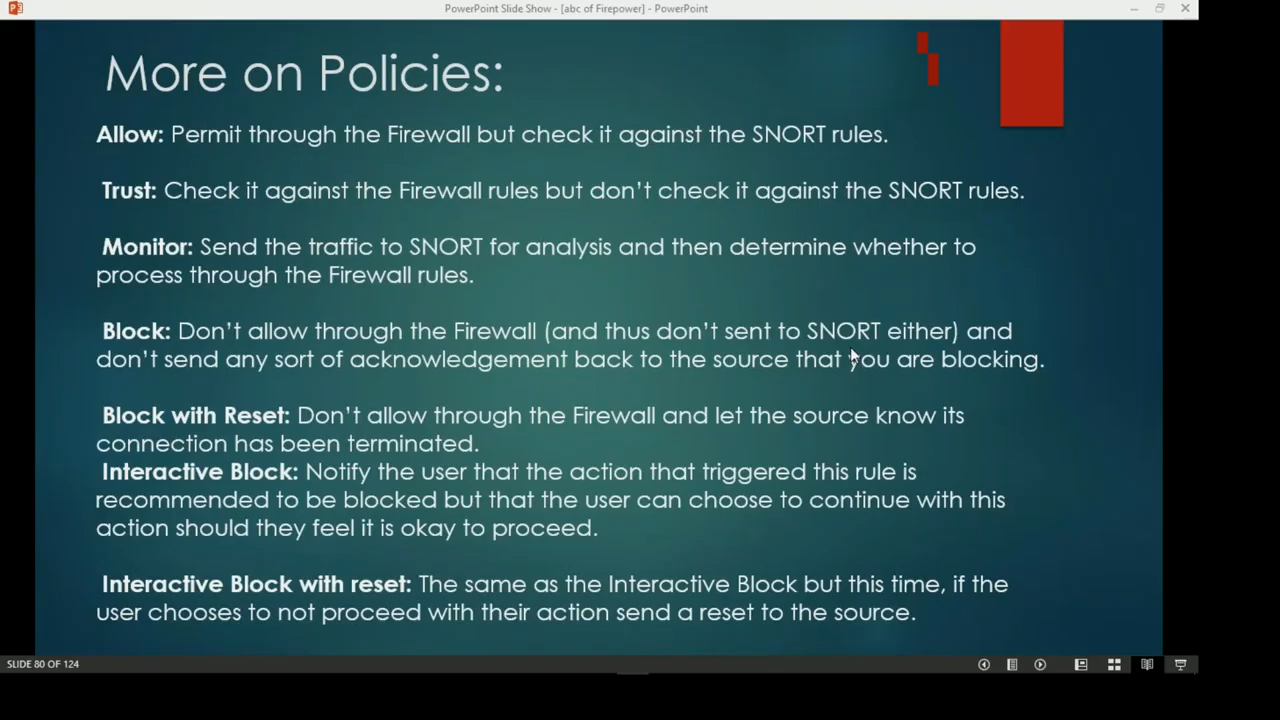 PowerPoint Slide Show - [abc of Firepower] - PowerPoint
More on Policies:
Allow: Permit through the Firewall but check it against the SNORT rules.
Trust: Check it against the Firewall rules but don't check it against the SNORT rules.
Monitor: Send the traffic to SNORT for analysis and then determine whether to
process through the Firewall rules.
Block: Don't allow through the Firewall (and thus don't sent to SNORT either) and
don't send any sort of acknowledgement back to the source that you are blocking.
Block with Reset: Don't allow through the Firewall and let the source know its
connection has been terminated.
Interactive Block: Notify the user that the action that triggered this rule is
recommended to be blocked but that the user can choose to continue with this
action should they feel it is okay to proceed.
Interactive Block with reset: The same as the Interactive Block but this time, if the
user chooses to not proceed with their action send a reset to the source.
SLIDE 80 OF 124